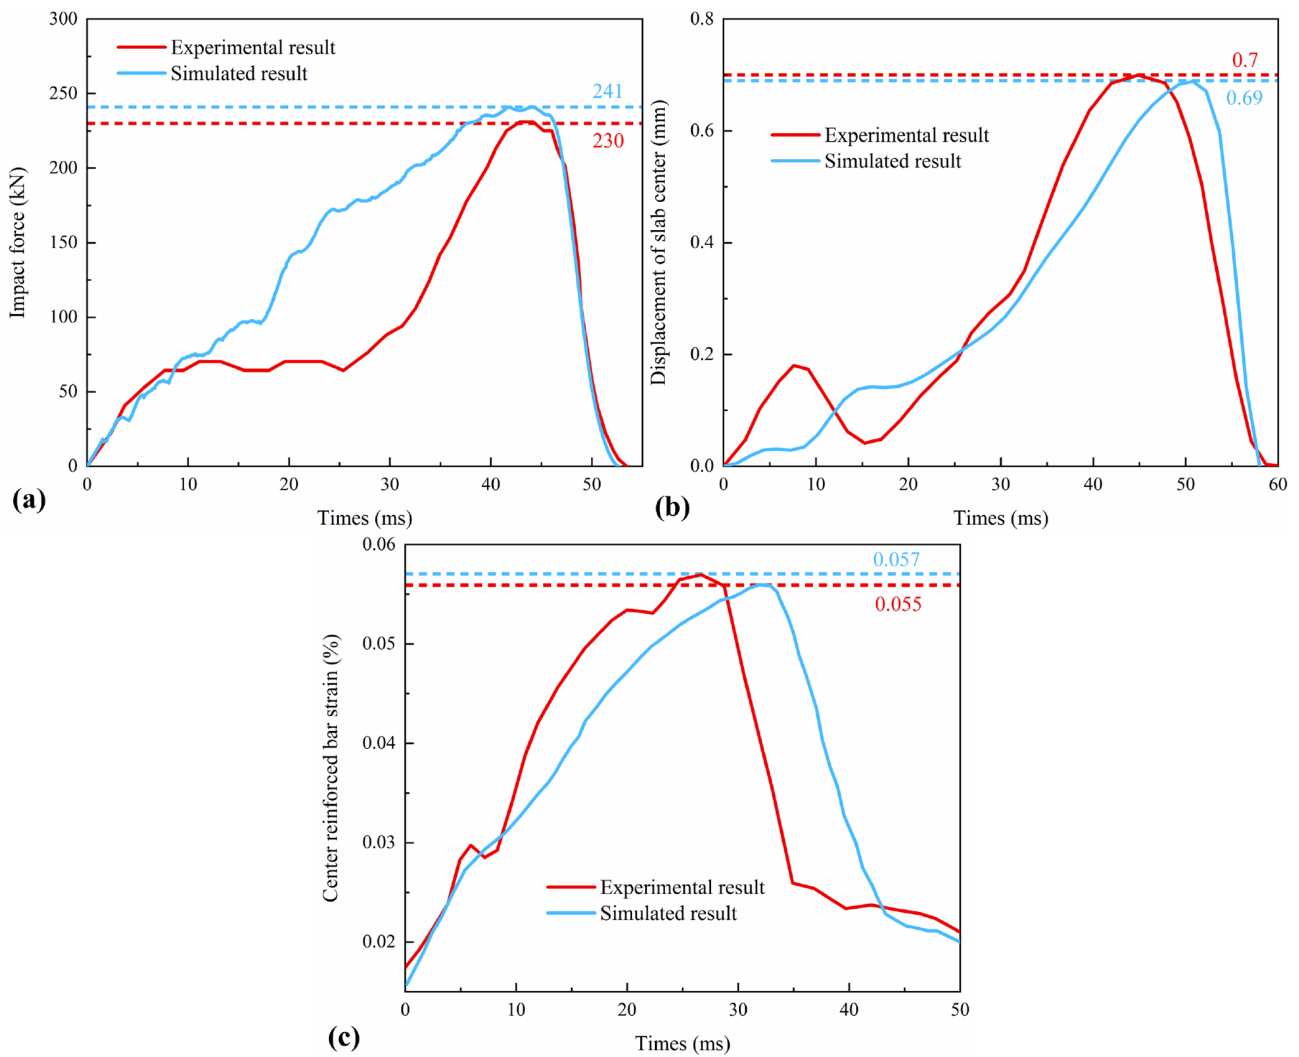 300
250
200
150
100
50
0
Impact force (kN)
Experimental result
Simulated result
241
230
0 10 20 30 40 50
Times (ms)
(a)
0.8
0.6
0.4
0.2
0.0
Displacement of slab center (mm)
0.7
0.69
Experimental result
Simulated result
0 10 20 30 40 50 60
Times (ms)
(b)
0.06
0.05
0.04
0.03
0.02
Center reinforced bar strain (%)
0.057
0.055
Experimental result
Simulated result
0 10 20 30 40 50
Times (ms)
(c)